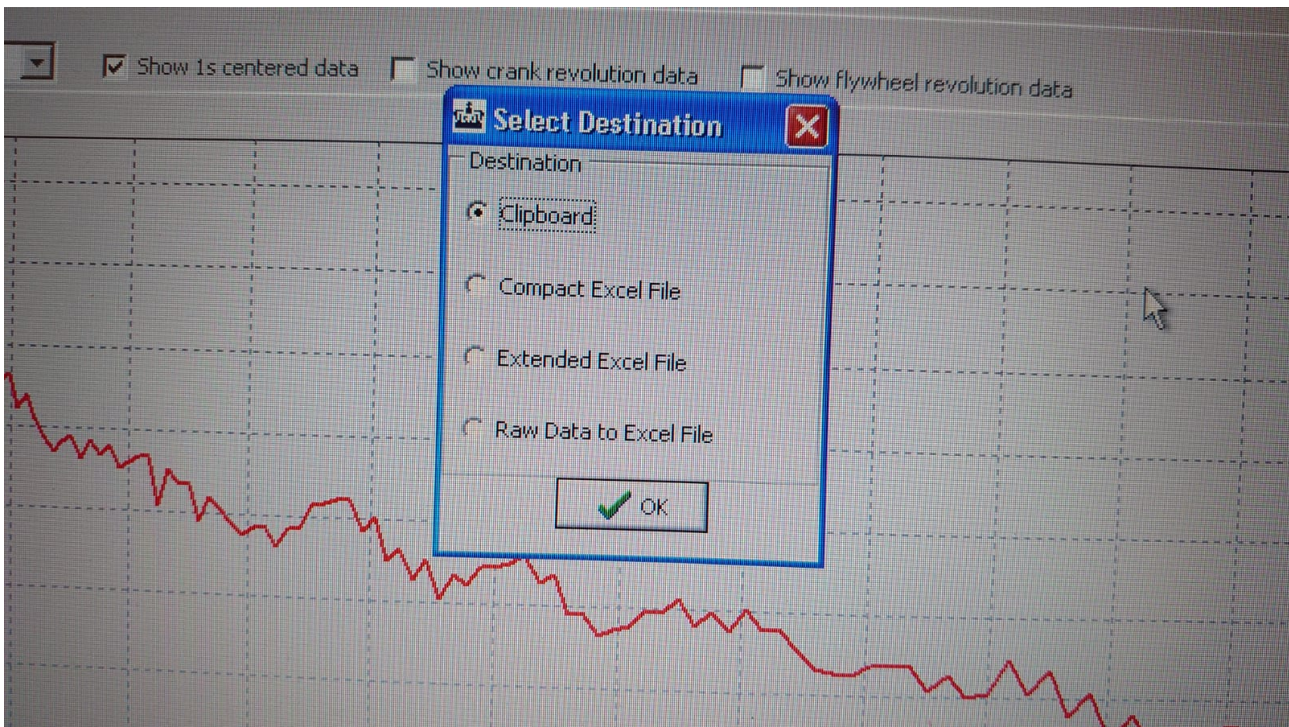 Show 1s centered data
Show crank revolution data
Show flywheel revolution data
Select Destination
Destination
Clipboard
Compact Excel File
Extended Excel File
Raw Data to Excel File
OK